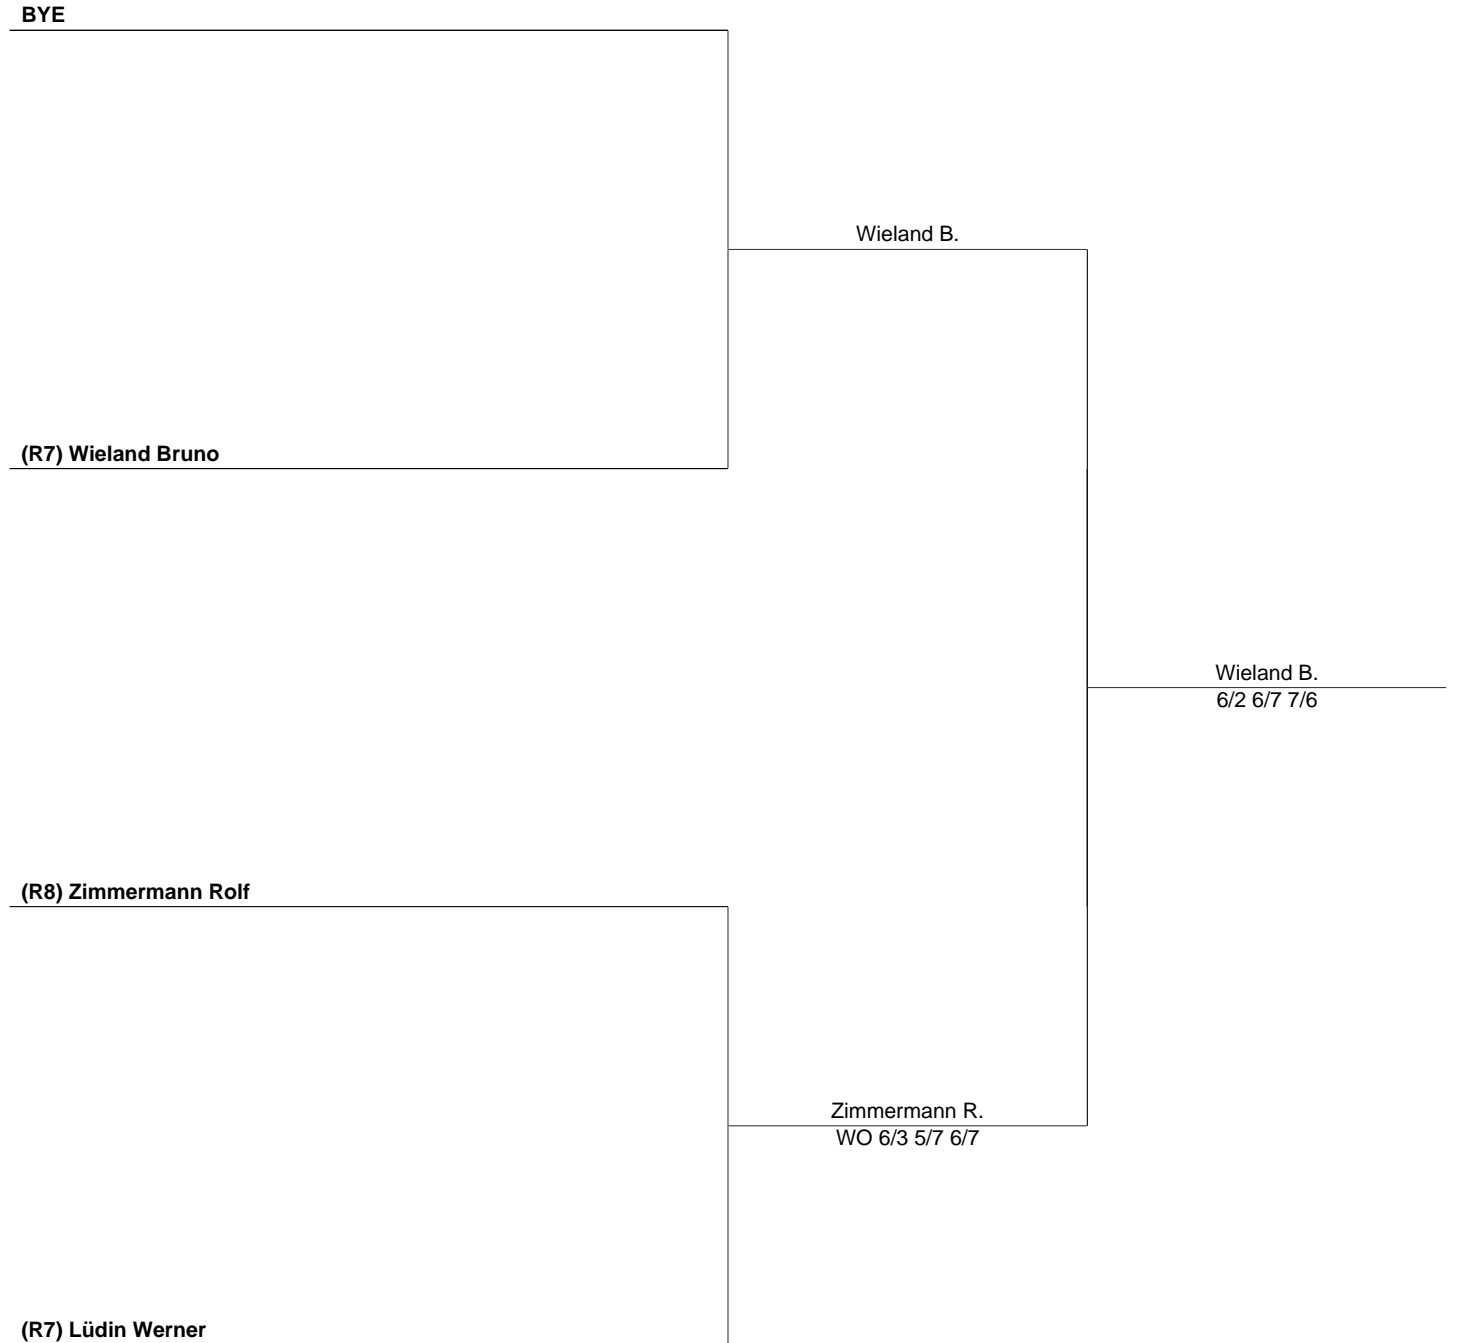 BYE
Wieland B.
(R7) Wieland Bruno
Wieland B.
6/2 6/7 7/6
(R8) Zimmermann Rolf
Zimmermann R.
WO 6/3 5/7 6/7
(R7) Lüdin Werner